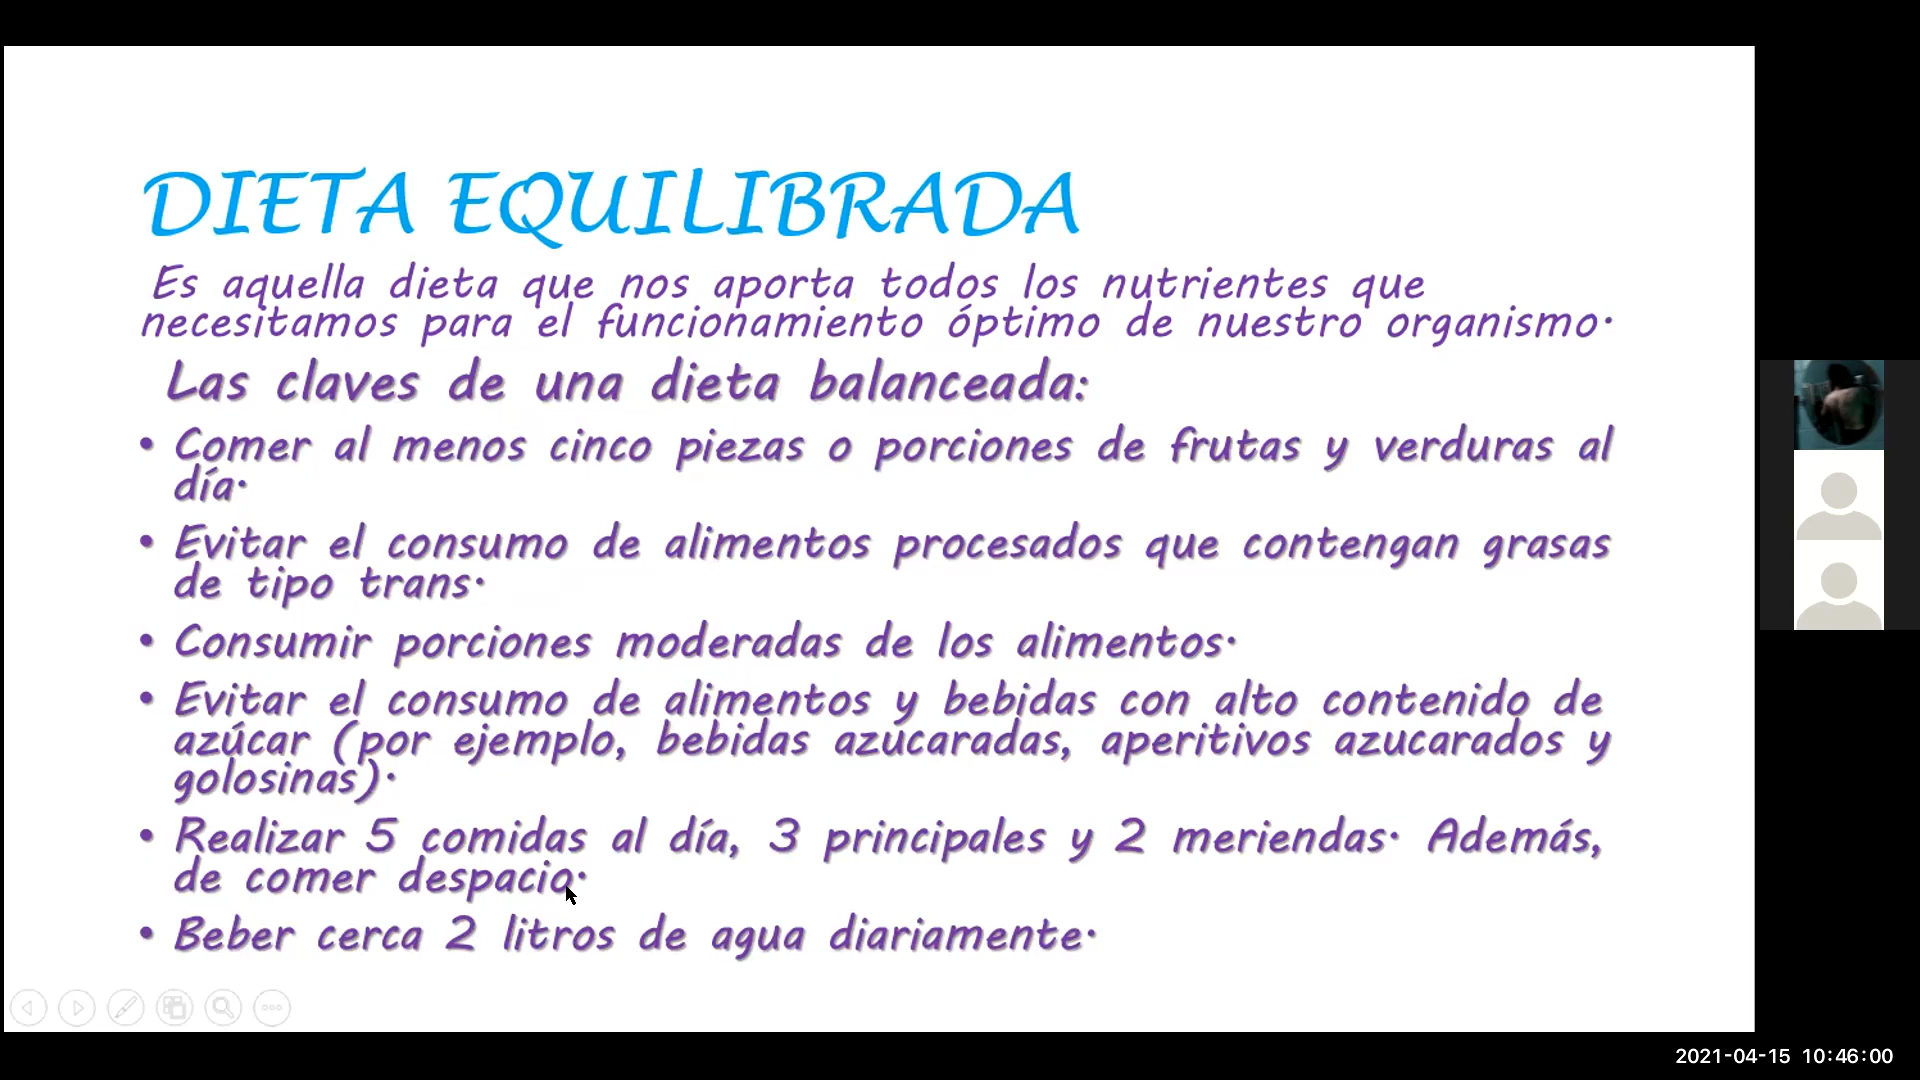 DIETA EQUILIBRADA
Es aquella dieta que nos aporta todos los nutrientes que
necesitamos para el funcionamiento óptimo de nuestro organismo.
Las claves de una dieta balanceada:
• Comer al menos cinco piezas o porciones de frutas y verduras al
día.
• Evitar el consumo de alimentos procesados que contengan grasas
de tipo trans.
• Consumir porciones moderadas de los alimentos.
• Evitar el consumo de alimentos y bebidas con alto contenido de
azúcar (por ejemplo, bebidas azucaradas, aperitivos azucarados y
golosinas).
• Realizar 5 comidas al día, 3 principales y 2 meriendas. Además,
de comer despacio.
• Beber cerca 2 litros de agua diariamente.
2021-04-15 10:46:00